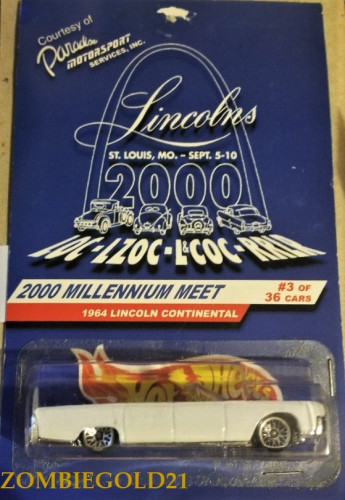 Courtesy of
Paradise
MOTORSPORT
SERVICES, INC.
Lincolns
ST. LOUIS, MO. – SEPT. 5-10
2000
LOC-LZOC-L&COC-RRR
2000 MILLENNIUM MEET
#3 OF
36 CARS
1964 LINCOLN CONTINENTAL
Hot Wheels
ZOMBIEGOLD21